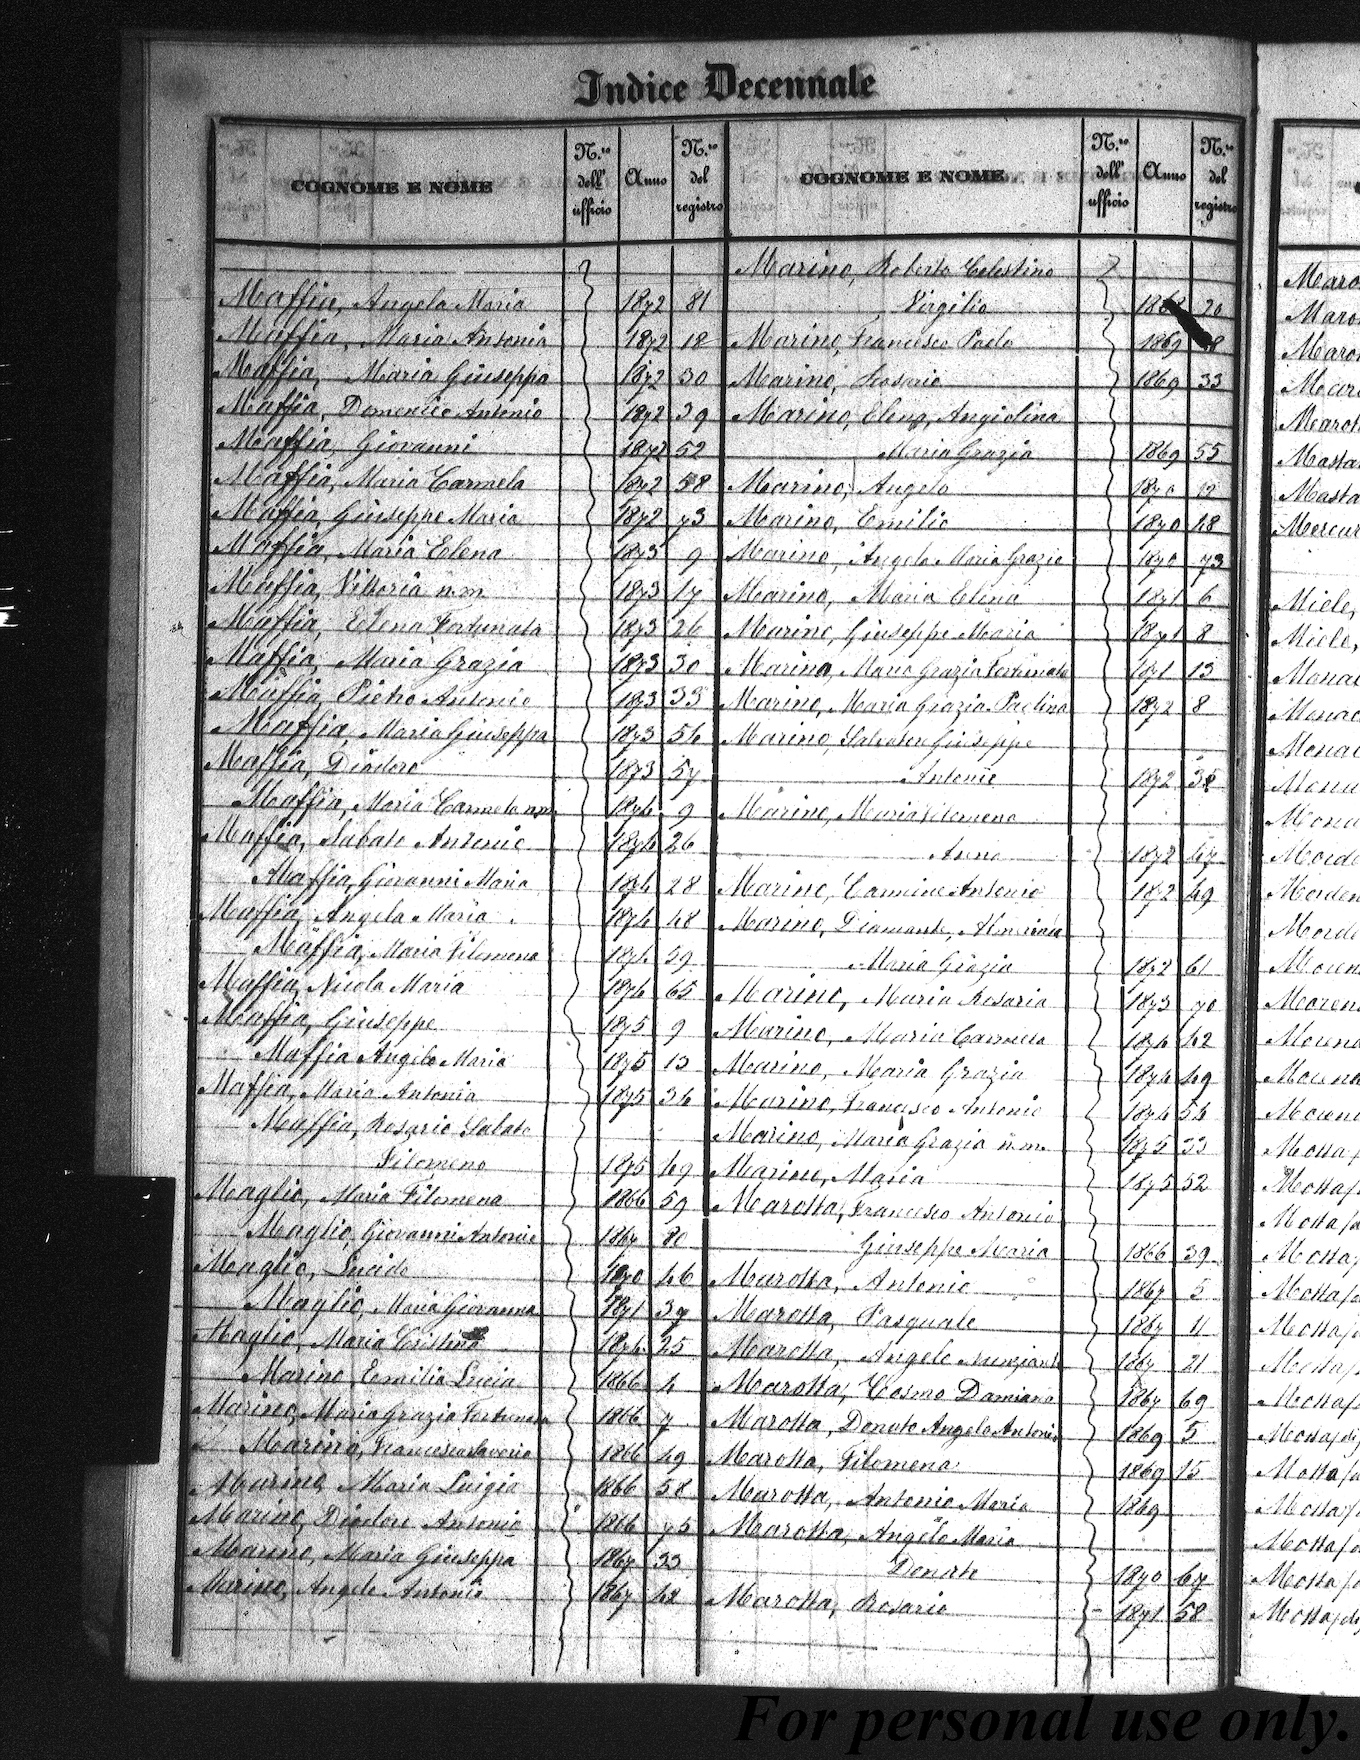 Indice Decennale
COGNOME E NOME
N.ro dell' ufficio
Anno
N.ro del registro
Maffia, Angela Maria 1872 81
Maffia, Maria Antonia 1872 18
Maffia, Maria Giuseppa 1872 30
Maffia, Domenico Antonio 1872 39
Maffia, Giovanni 1872 52
Maffia, Maria Carmela 1872 58
Maffia, Giuseppe Maria 1872 73
Maffia, Maria Elena 1873 9
Maffia, Vittoria n.m. 1873 17
Maffia, Elena Fortunata 1873 26
Maffia, Maria Grazia 1873 30
Maffia, Pietro Antonio 1873 33
Maffia, Maria Giuseppa 1873 54
Maffia, Diodoro 1873 57
Maffia, Maria Carmela n.m. 1874 9
Maffia, Sabato Antonio 1874 26
Maffia, Giovanni Maria 1874 28
Maffia, Angela Maria 1874 48
Maffia, Maria Filomena 1874 59
Maffia, Nicola Maria 1874 65
Maffia, Giuseppe 1875 9
Maffia Angelo Maria 1875 13
Maffia, Maria Antonia 1875 34
Maffia, Rosario Sabato
Filomeno 1875 49
Maglio, Maria Filomena 1866 59
Maglio, Giovanni Antonio 1867 80
Maglio, Lucido 1870 46
Maglio, Maria Giovanna 1871 37
Maglio, Maria Cristina 1874 25
Marino, Emilia Lucia 1866 4
Marino, Maria Grazia Fortunata 1866 7
Marino, Francesco Saverio 1866 49
Marino, Maria Luigia 1866 58
Marino, Diodoro Antonio 1866 75
Marino, Maria Giuseppa 1867 33
Marino, Angelo Antonio 1867 42
COGNOME E NOME
N.ro dell' ufficio
Anno
N.ro del registro
Marino, Roberto Celestino
Virgilio 1868 20
Marino, Francesco Paolo 1869
Marino, Rosario 1869 33
Marino, Elena, Angiolina
Maria Grazia 1869 55
Marino, Angelo 1870 12
Marino, Emilio 1870 28
Marino, Angela Maria Grazia 1870 73
Marino, Maria Elena 1871 6
Marino, Giuseppe Maria 1871 8
Marino, Maria Grazia Fortunata 1871 13
Marino, Maria Grazia Paolina 1872 8
Marino, Salvatore Giuseppe
Antonio 1872
Marino, Maria Filomena
Anna 1872 47
Marino, Carmine Antonio 1872 49
Marino, Diamante, Almerinda
Maria Grazia 1872 61
Marino, Maria Rosaria 1873 70
Marino, Maria Carmela 1874 42
Marino, Maria Grazia 1874 49
Marino, Francesco Antonio 1874 54
Marino, Maria Grazia n.m. 1875 33
Marino, Maria 1875 52
Marotta, Francesco Antonio
Giuseppe Maria 1866 39
Marotta, Antonio 1867 5
Marotta, Pasquale 1867 11
Marotta, Angelo Nunziante 1867 21
Marotta, Cosmo Damiano 1867 69
Marotta, Donato Angelo Antonio 1869 5
Marotta, Filomena 1869 15
Marotta, Antonio Maria 1869
Marotta, Angelo Maria
Donato 1870 67
Marotta, Rosario 1871 58
Miele,
Miele,
For personal use only.